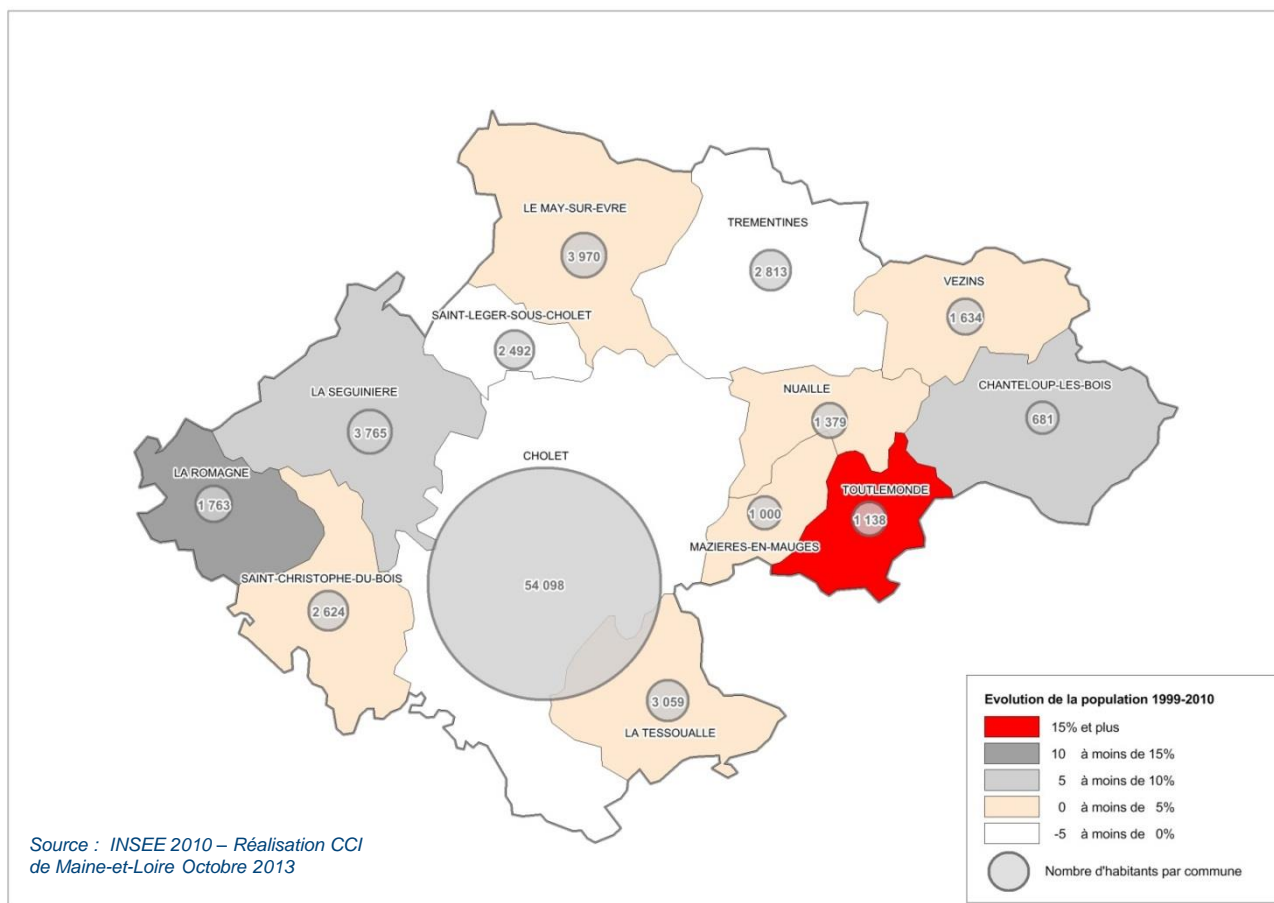 LE MAY-SUR-EVRE
3 970
TREMENTINES
2 813
VEZINS
1 634
SAINT-LEGER-SOUS-CHOLET
2 492
CHANTELOUP-LES-BOIS
681
NUAILLE
1 379
LA SEGUINIERE
3 765
CHOLET
54 098
LA ROMAGNE
1 763
TOUTLEMONDE
1 138
1 000
MAZIERES-EN-MAUGES
SAINT-CHRISTOPHE-DU-BOIS
2 624
3 059
LA TESSOUALLE
Evolution de la population 1999-2010
15% et plus
10 à moins de 15%
5 à moins de 10%
0 à moins de 5%
-5 à moins de 0%
Nombre d'habitants par commune
Source : INSEE 2010 – Réalisation CCI
de Maine-et-Loire Octobre 2013